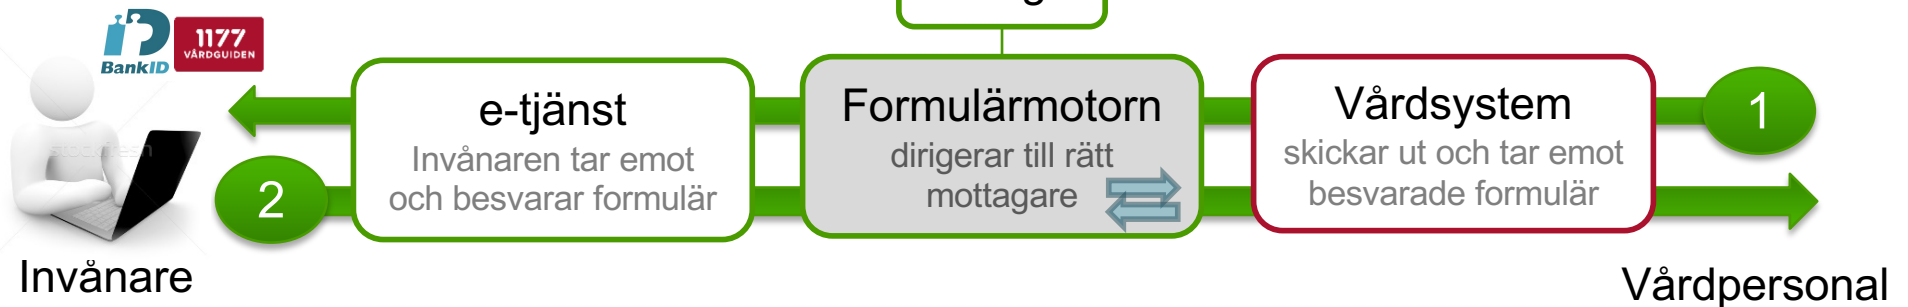 BankID
1177
VÅRDGUIDEN
e-tjänst
Invånaren tar emot
och besvarar formulär
Formulärmotorn
dirigerar till rätt
mottagare
Vårdsystem
skickar ut och tar emot
besvarade formulär
1
2
Invånare
Vårdpersonal